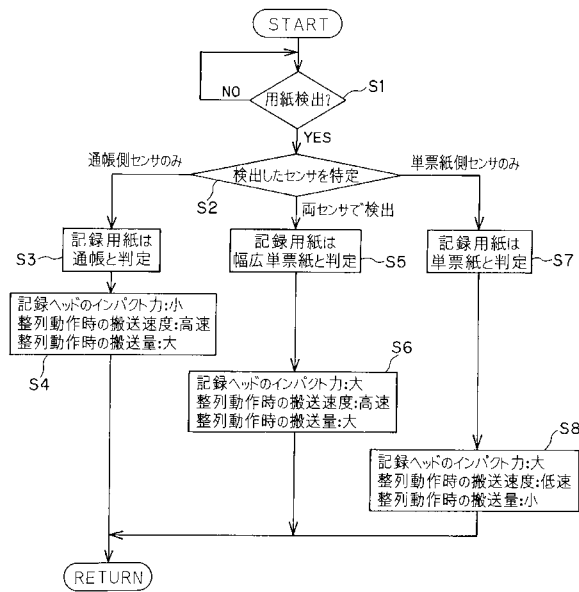 START
用紙検出?
S1
NO
YES
通帳側センサのみ
単票紙側センサのみ
検出したセンサを特定
S2
両センサで検出
記録用紙は
通帳と判定
S3
記録用紙は
幅広単票紙と判定
S5
記録用紙は
単票紙と判定
S7
記録ヘッドのインパクト力:小
整列動作時の搬送速度:高速
整列動作時の搬送量:大
S4
S6
記録ヘッドのインパクト力:大
整列動作時の搬送速度:高速
整列動作時の搬送量:大
S8
記録ヘッドのインパクト力:大
整列動作時の搬送速度:低速
整列動作時の搬送量:小
RETURN